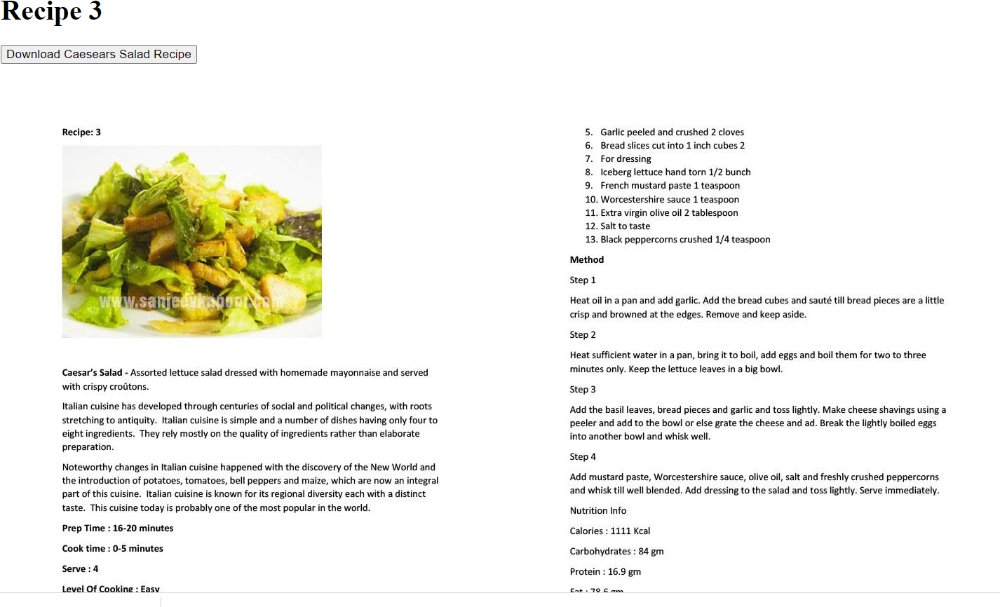 Recipe 3
Download Caesears Salad Recipe
Recipe: 3
www.sanjeevkapoor.com
Caesar’s Salad - Assorted lettuce salad dressed with homemade mayonnaise and served
with crispy croûtons.
Italian cuisine has developed through centuries of social and political changes, with roots
stretching to antiquity.  Italian cuisine is simple and a number of dishes having only four to
eight ingredients.  They rely mostly on the quality of ingredients rather than elaborate
preparation.
Noteworthy changes in Italian cuisine happened with the discovery of the New World and
the introduction of potatoes, tomatoes, bell peppers and maize, which are now an integral
part of this cuisine.  Italian cuisine is known for its regional diversity each with a distinct
taste.  This cuisine today is probably one of the most popular in the world.
Prep Time : 16-20 minutes
Cook time : 0-5 minutes
Serve : 4
Level Of Cooking : Easy
5. Garlic peeled and crushed 2 cloves
6. Bread slices cut into 1 inch cubes 2
7. For dressing
8. Iceberg lettuce hand torn 1/2 bunch
9. French mustard paste 1 teaspoon
10. Worcestershire sauce 1 teaspoon
11. Extra virgin olive oil 2 tablespoon
12. Salt to taste
13. Black peppercorns crushed 1/4 teaspoon
Method
Step 1
Heat oil in a pan and add garlic. Add the bread cubes and sauté till bread pieces are a little
crisp and browned at the edges. Remove and keep aside.
Step 2
Heat sufficient water in a pan, bring it to boil, add eggs and boil them for two to three
minutes only. Keep the lettuce leaves in a big bowl.
Step 3
Add the basil leaves, bread pieces and garlic and toss lightly. Make cheese shavings using a
peeler and add to the bowl or else grate the cheese and ad. Break the lightly boiled eggs
into another bowl and whisk well.
Step 4
Add mustard paste, Worcestershire sauce, olive oil, salt and freshly crushed peppercorns
and whisk till well blended. Add dressing to the salad and toss lightly. Serve immediately.
Nutrition Info
Calories : 1111 Kcal
Carbohydrates : 84 gm
Protein : 16.9 gm
Fat : 78.6 gm